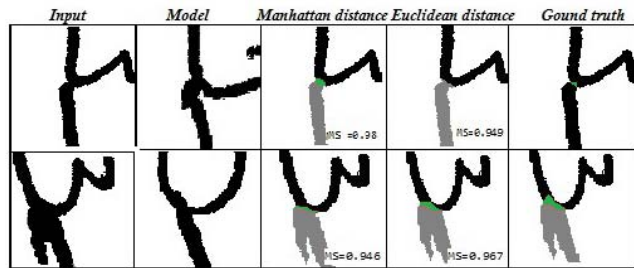 Input Model Manhattan distance Euclidean distance Gound truth
MS =0.98 MS=0.949
MS=0.946 MS=0.967